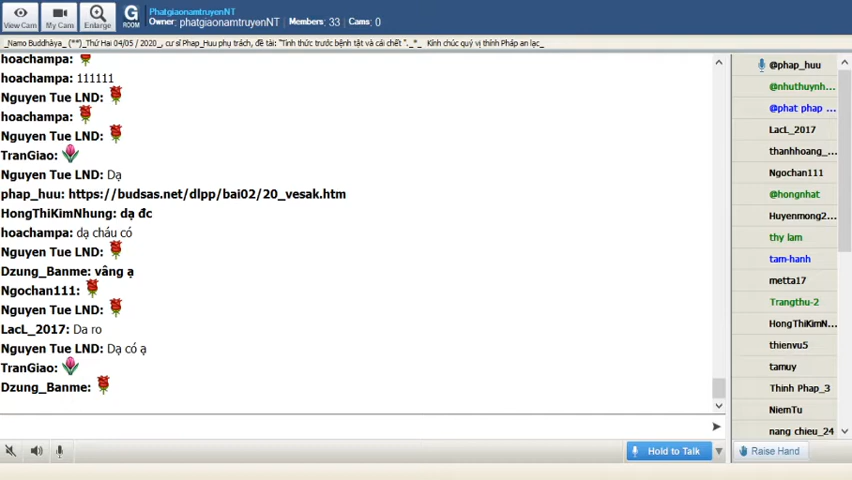 View Cam
My Cam
Enlarge
G
ROOM
PhatgiaonamtruyenNT
Owner: phatgiaonamtruyenNT
Members: 33
Cams: 0
_Namo Buddhàya_ (**)_Thứ Hai 04/05 / 2020_, cư sĩ Phap_Huu phụ trách, đề tài: "Tỉnh thức trước bệnh tật và cái chết"._*_ Kính chúc quý vị thính Pháp an lạc_
hoachampa:
hoachampa: 111111
Nguyen Tue LND:
hoachampa:
Nguyen Tue LND:
TranGiao:
Nguyen Tue LND: Dạ
phap_huu: https://budsas.net/dlpp/bai02/20_vesak.htm
HongThiKimNhung: dạ đc
hoachampa: dạ cháu có
Nguyen Tue LND:
Dzung_Banme: vâng ạ
Ngochan111:
Nguyen Tue LND:
LacL_2017: Da ro
Nguyen Tue LND: Dạ có ạ
TranGiao:
Dzung_Banme:
@phap_huu
@nhuthuynh...
@phat phap ...
LacL_2017
thanhhoang_...
Ngochan111
@hongnhat
Huyenmong2...
thy lam
tam-hanh
metta17
Trangthu-2
HongThiKimN...
thienvu5
tamuy
Thinh Phap_3
NiemTu
nang chieu_24
Hold to Talk
Raise Hand